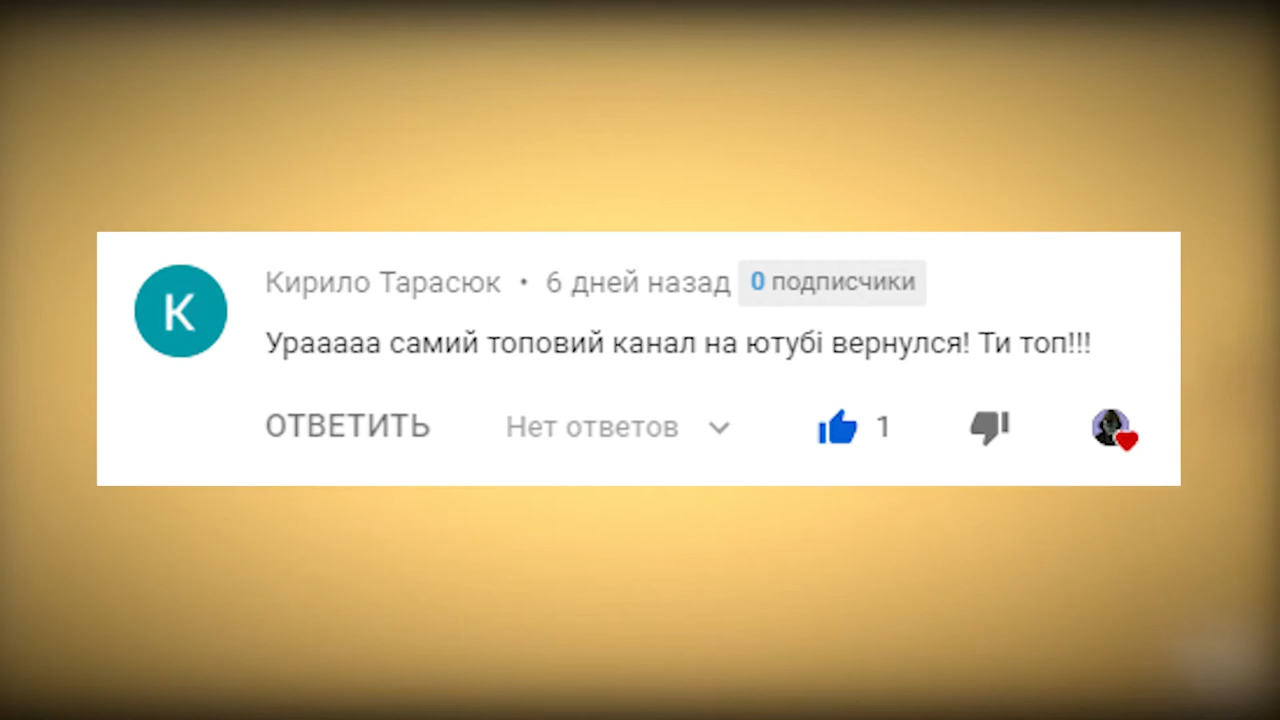 К
Кирило Тарасюк • 6 дней назад 0 подписчики
Урааааа самий топовий канал на ютубі вернулся! Ти топ!!!
ОТВЕТИТЬ Нет ответов 1